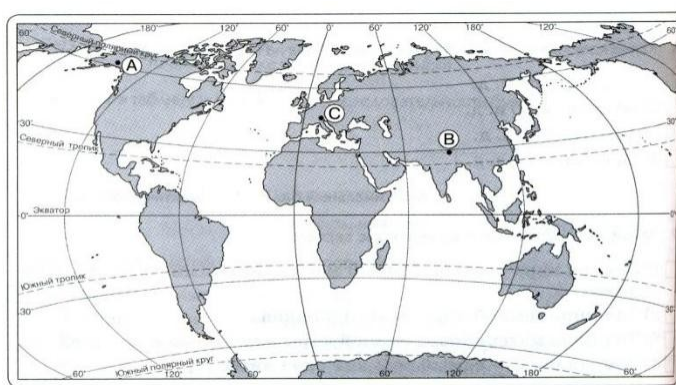 180° 120° 60° 0° 60° 120° 180°
60° Северный полярный круг 60°
A
C
B
30° 30°
Северный тропик
Экватор
0° 0°
Южный тропик
30° 30°
Южный полярный круг
60° 180° 120° 60° 0° 60° 120° 180° 60°